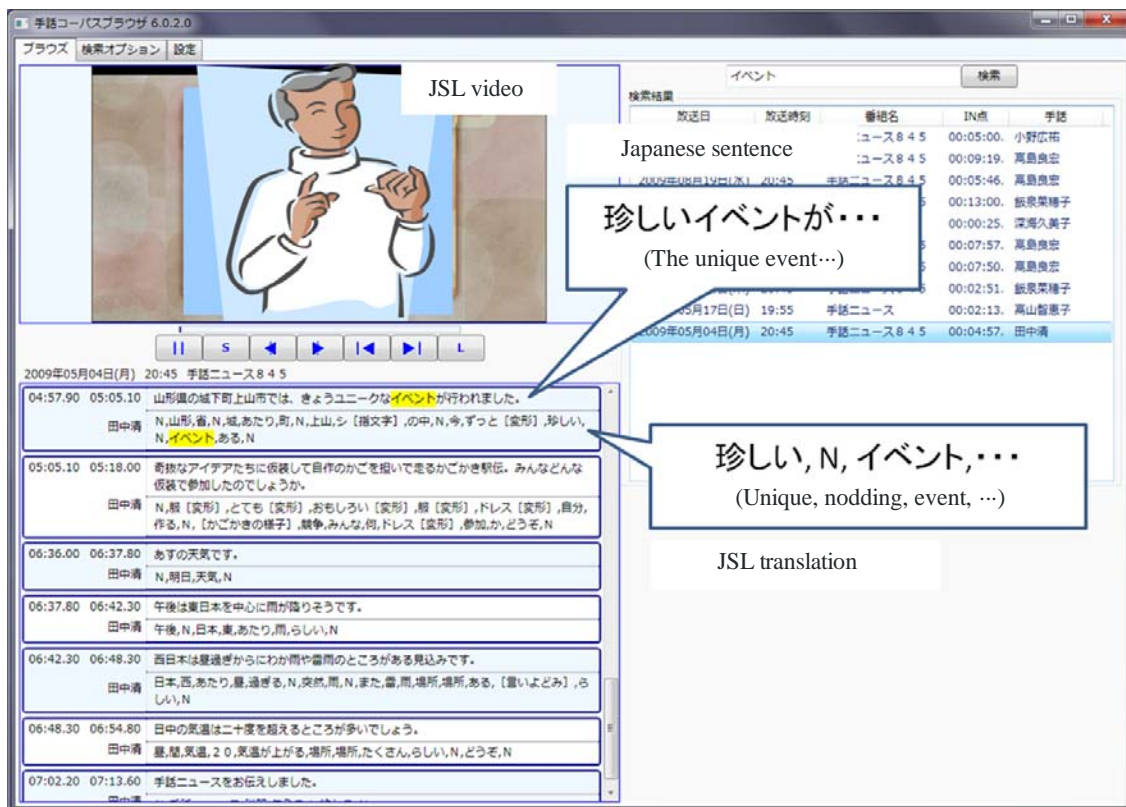 手話コーパスブラウザ 6.0.2.0
ブラウズ 検索オプション 設定
JSL video
イベント 検索
検索結果
放送日 放送時刻 番組名 IN点 手話
ニュース８４５ 00:05:00. 小野広祐
Japanese sentence ニュース８４５ 00:09:19. 高島良宏
2009年08月19日(水) 20:45 手話ニュース８４５ 00:05:46. 高島良宏
00:13:00. 飯泉菜穂子
00:00:25. 深海久美子
00:07:57. 高島良宏
00:07:50. 高島良宏
00:02:51. 飯泉菜穂子
05月17日(日) 19:55 手話ニュース 00:02:13. 高山智恵子
2009年05月04日(月) 20:45 手話ニュース８４５ 00:04:57. 田中清
珍しいイベントが・・・
(The unique event···)
S L
2009年05月04日(月) 20:45 手話ニュース８４５
04:57.90 05:05.10 山形県の城下町上山市では、きょうユニークなイベントが行われました。
田中清 N,山形,省,N,城,あたり,町,N,上山,シ［指文字］,の中,N,今,ずっと［変形］,珍しい,
N,イベント,ある,N
05:05.10 05:18.00 奇抜なアイデアたちに仮装して自作のかごを担いで走るかごかき駅伝。みんなどんな
仮装で参加したのでしょうか。
田中清 N,服［変形］,とても［変形］,おもしろい［変形］,服［変形］,ドレス［変形］,自分,
作る,N,［かごかきの様子］,競争,みんな,何,ドレス［変形］,参加,か,どうぞ,N
珍しい, N, イベント,・・・
(Unique, nodding, event, ···)
JSL translation
06:36.00 06:37.80 あすの天気です。
田中清 N,明日,天気,N
06:37.80 06:42.30 午後は東日本を中心に雨が降りそうです。
田中清 午後,N,日本,東,あたり,雨,らしい,N
06:42.30 06:48.30 西日本は昼過ぎからにわか雨や雷雨のところがある見込みです。
田中清 日本,西,あたり,昼,過ぎる,N,突然,雨,N,また,雷,雨,場所,場所,ある,［言いよどみ］,ら
しい,N
06:48.30 06:54.80 日中の気温は二十度を超えるところが多いでしょう。
田中清 昼,間,気温,２０,気温が上がる,場所,場所,たくさん,らしい,N,どうぞ,N
07:02.20 07:13.60 手話ニュースをお伝えしました。
田中清